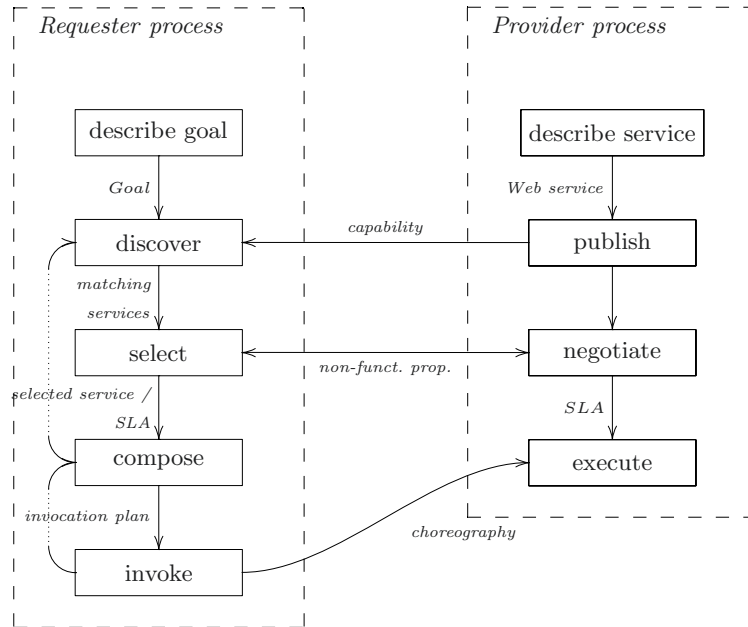 Requester process
Provider process
describe goal
describe service
Goal
Web service
capability
discover
publish
matching
services
select
negotiate
non-funct. prop.
selected service /
SLA
SLA
compose
execute
invocation plan
choreography
invoke